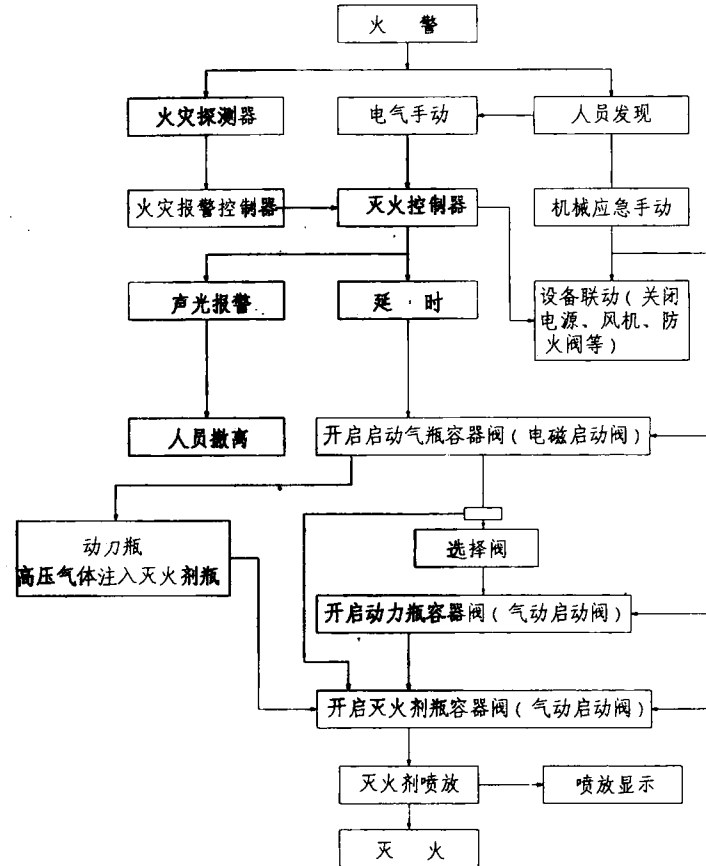 火 警
火灾探测器
电气手动
人员发现
火灾报警控制器
灭火控制器
机械应急手动
声光报警
延 时
设备联动(关闭
电源、风机、防
火阀等)
人员撤离
开启启动气瓶容器阀(电磁启动阀)
动刀瓶
高压气体注入灭火剂瓶
选择阀
开启动力瓶容器阀(气动启动阀)
开启灭火剂瓶容器阀(气动启动阀)
灭火剂喷放
喷放显示
灭 火